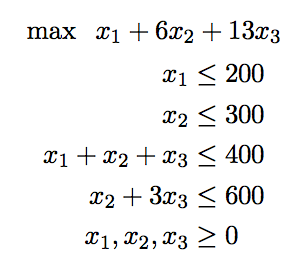 max x₁ + 6x₂ + 13x₃
x₁ ≤ 200
x₂ ≤ 300
x₁ + x₂ + x₃ ≤ 400
x₂ + 3x₃ ≤ 600
x₁, x₂, x₃ ≥ 0